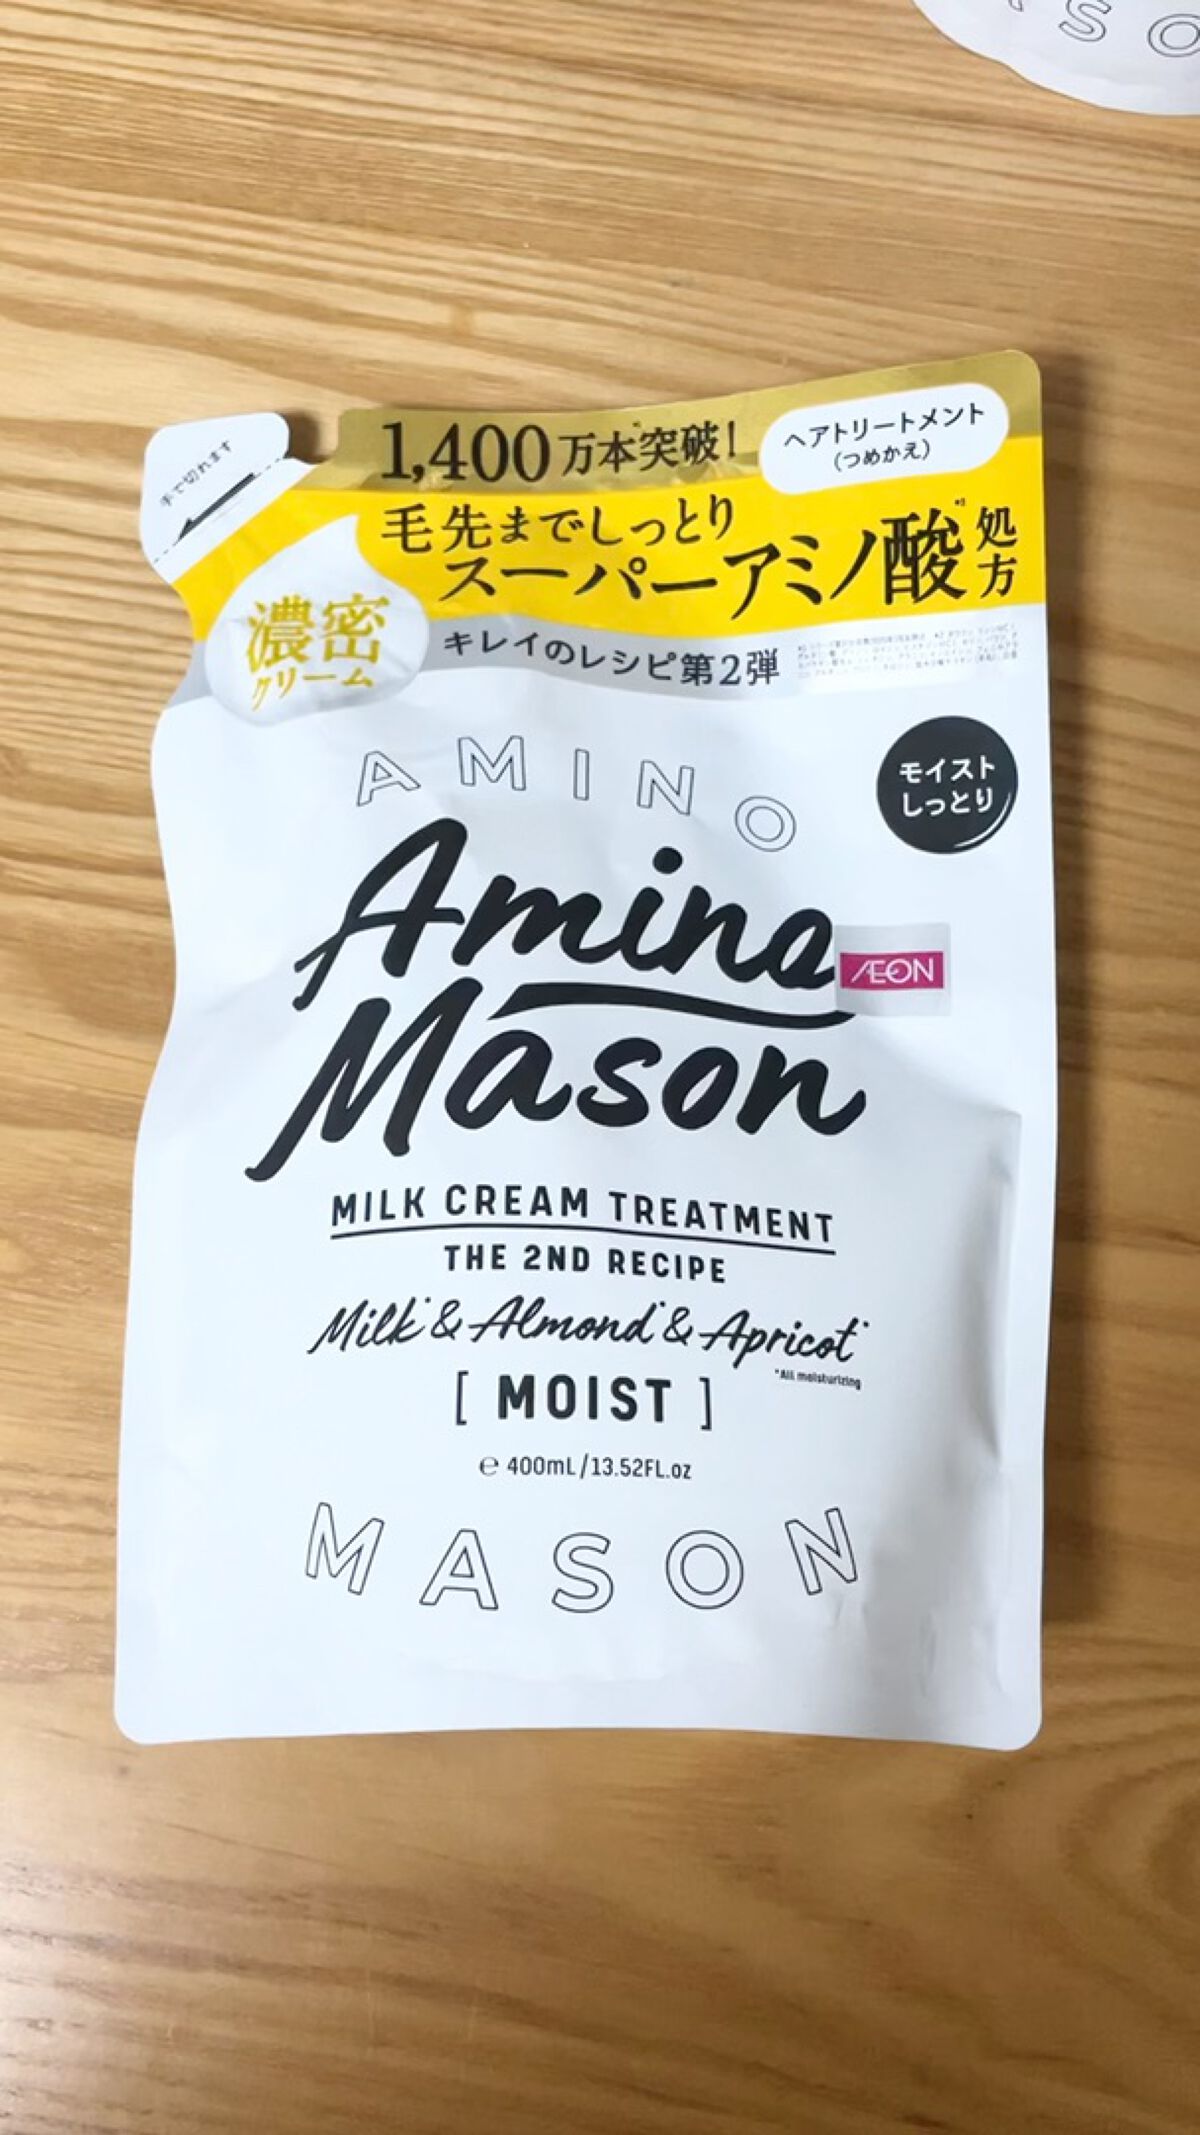 SO
手で切れます
1,400万本突破!
ヘアトリートメント
(つめかえ)
毛先までしっとり
スーパーアミノ酸処方
濃密
クリーム
キレイのレシピ第2弾
モイスト
しっとり
AMINO
Amino
ÆON
Mason
MILK CREAM TREATMENT
THE 2ND RECIPE
Milk* & Almond* & Apricot*
*All moisturizing
[ MOIST ]
℮ 400mL/13.52FL.oz
MASON